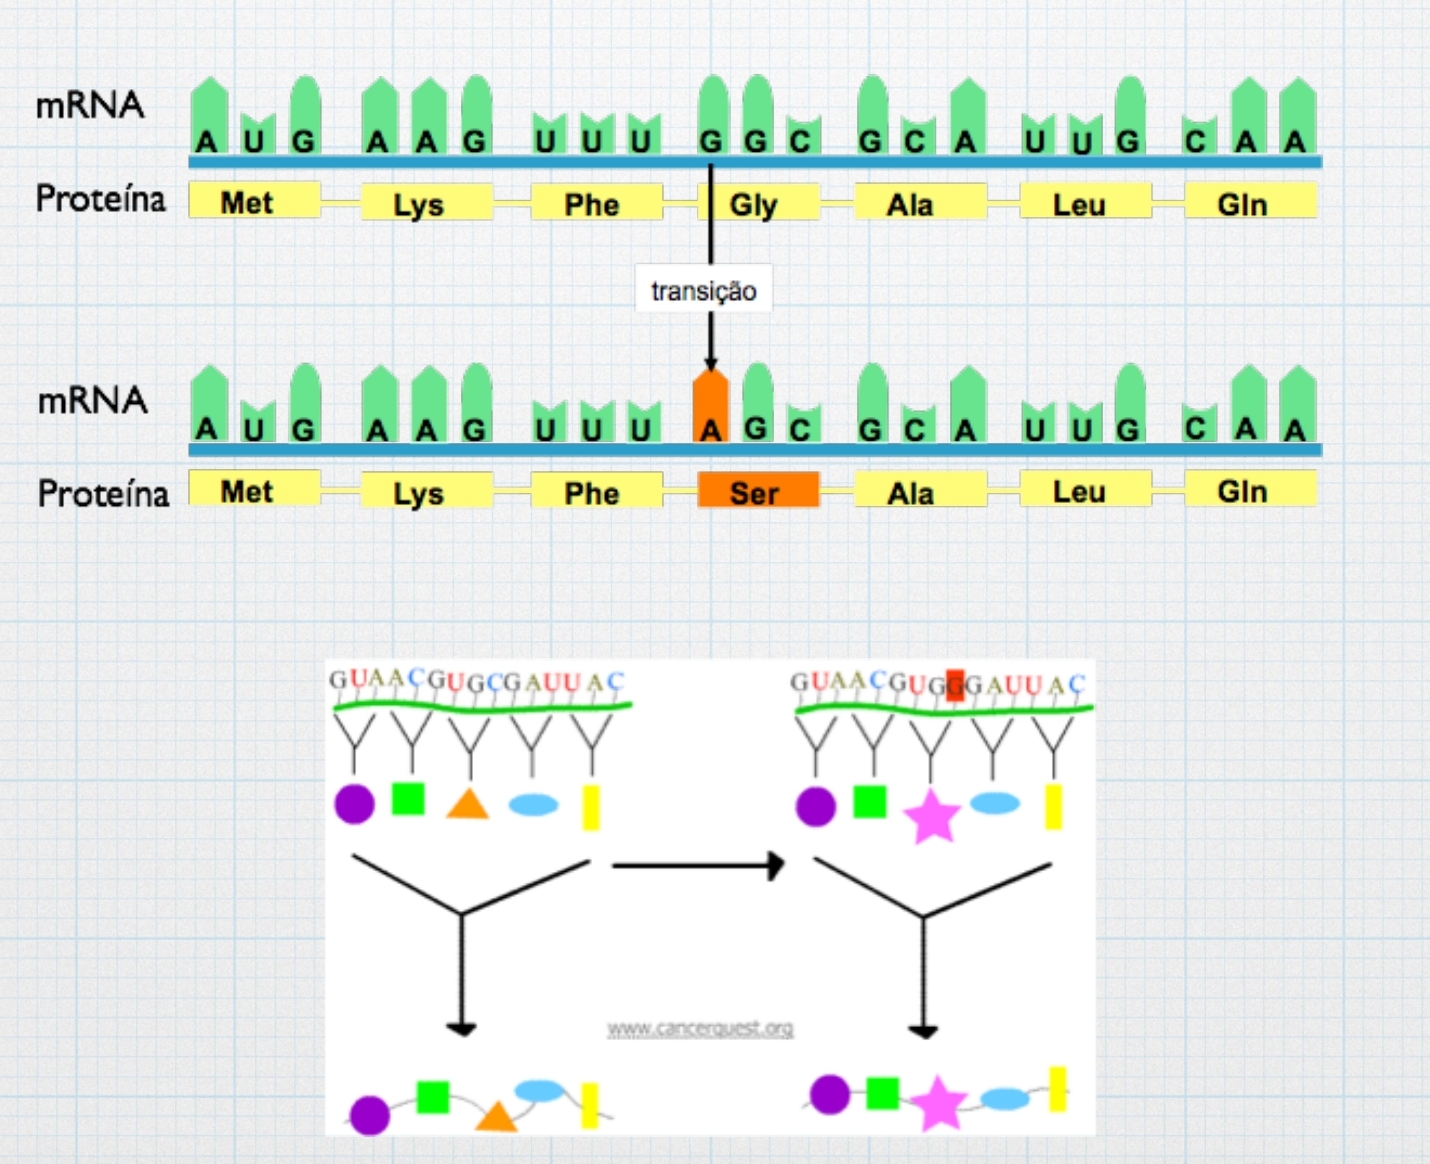 mRNA A U G A A G U U U G G C G C A U U G C A A
Proteína Met Lys Phe Gly Ala Leu Gln
transição
mRNA A U G A A G U U U A G C G C A U U G C A A
Proteína Met Lys Phe Ser Ala Leu Gln
GUAACGUGCGAUUAC GUAACGUGGGAUUAC
www.cancerquest.org